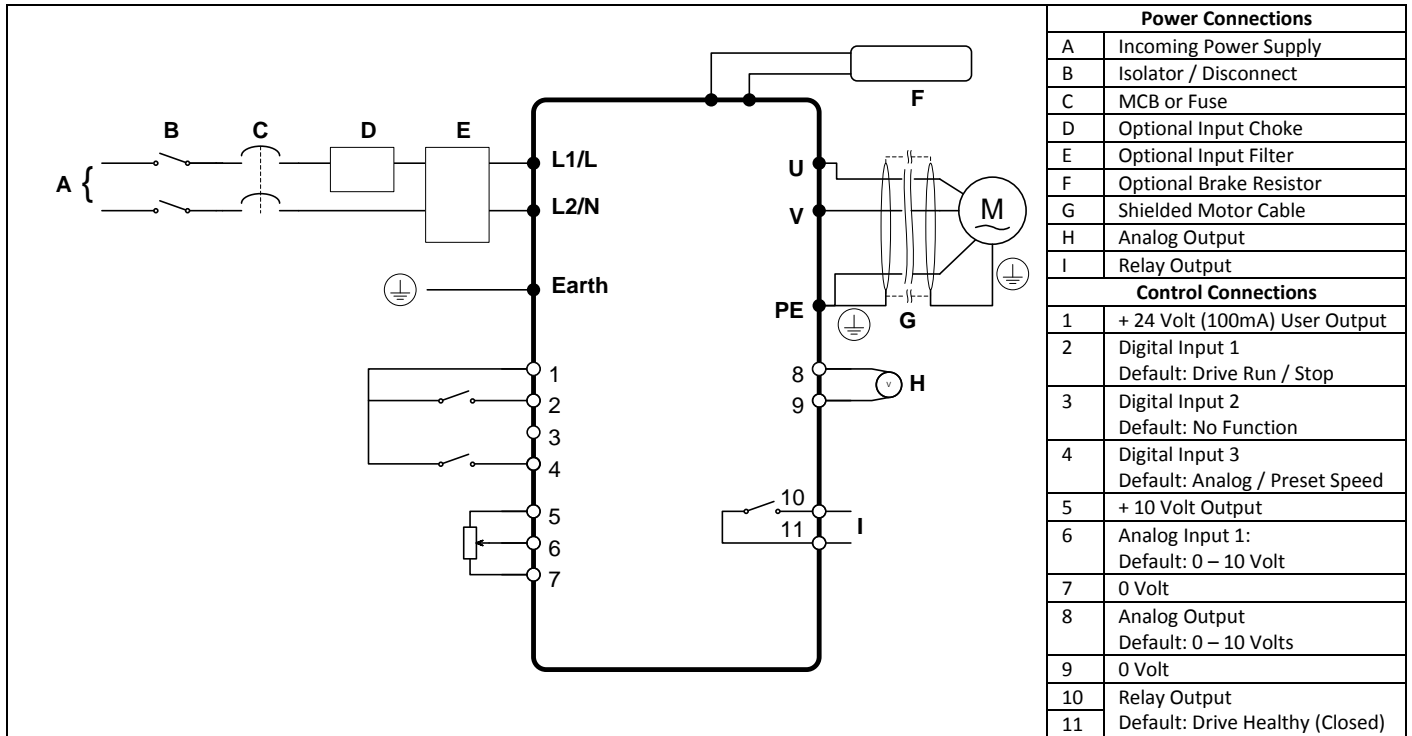 F
B C D E
A {
L1/L
L2/N
Earth
U
V
PE
M
G
1
2
3
4
5
6
7
8
9
V
H
10
11
I
Power Connections
A Incoming Power Supply
B Isolator / Disconnect
C MCB or Fuse
D Optional Input Choke
E Optional Input Filter
F Optional Brake Resistor
G Shielded Motor Cable
H Analog Output
I Relay Output
Control Connections
1 + 24 Volt (100mA) User Output
2 Digital Input 1
Default: Drive Run / Stop
3 Digital Input 2
Default: No Function
4 Digital Input 3
Default: Analog / Preset Speed
5 + 10 Volt Output
6 Analog Input 1:
Default: 0 – 10 Volt
7 0 Volt
8 Analog Output
Default: 0 – 10 Volts
9 0 Volt
10 Relay Output
11 Default: Drive Healthy (Closed)